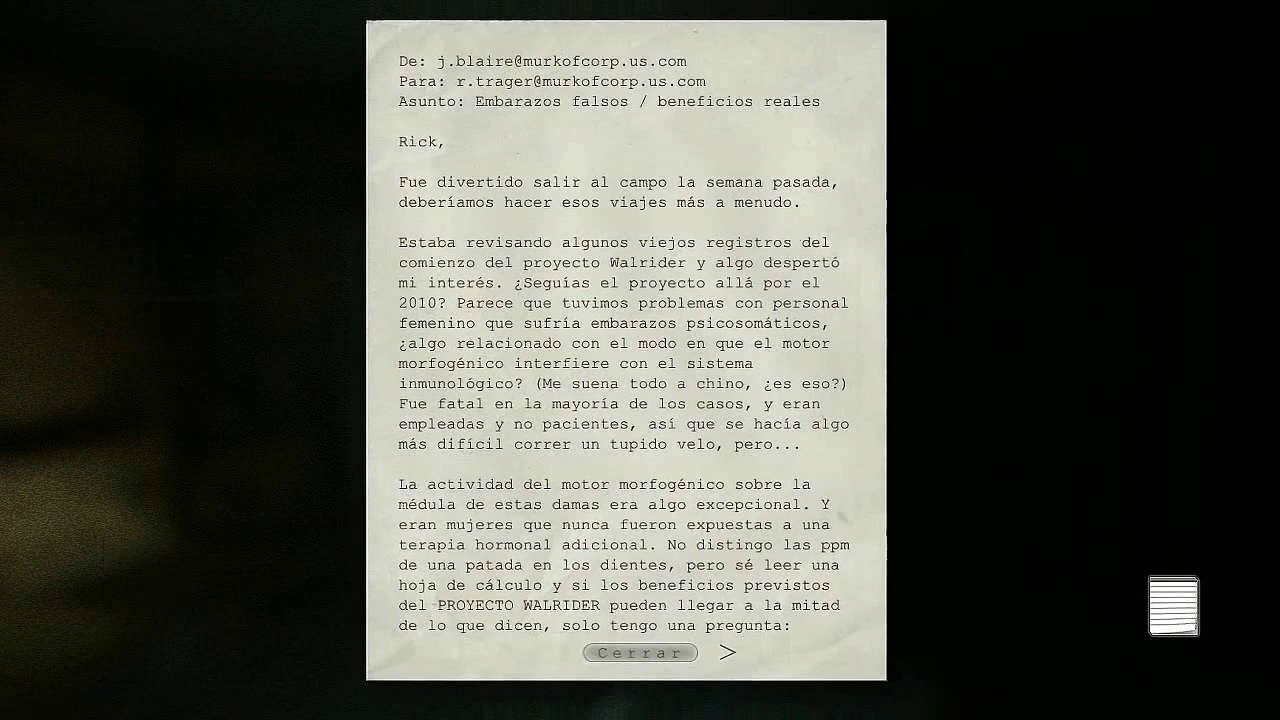 De: j.blaire@murkofcorp.us.com
Para: r.trager@murkofcorp.us.com
Asunto: Embarazos falsos / beneficios reales
Rick,
Fue divertido salir al campo la semana pasada,
deberíamos hacer esos viajes más a menudo.
Estaba revisando algunos viejos registros del
comienzo del proyecto Walrider y algo despertó
mi interés. ¿Seguías el proyecto allá por el
2010? Parece que tuvimos problemas con personal
femenino que sufría embarazos psicosomáticos,
¿algo relacionado con el modo en que el motor
morfogénico interfiere con el sistema
inmunológico? (Me suena todo a chino, ¿es eso?)
Fue fatal en la mayoría de los casos, y eran
empleadas y no pacientes, así que se hacía algo
más difícil correr un tupido velo, pero...
La actividad del motor morfogénico sobre la
médula de estas damas era algo excepcional. Y
eran mujeres que nunca fueron expuestas a una
terapia hormonal adicional. No distingo las ppm
de una patada en los dientes, pero sé leer una
hoja de cálculo y si los beneficios previstos
del PROYECTO WALRIDER pueden llegar a la mitad
de lo que dicen, solo tengo una pregunta:
Cerrar >